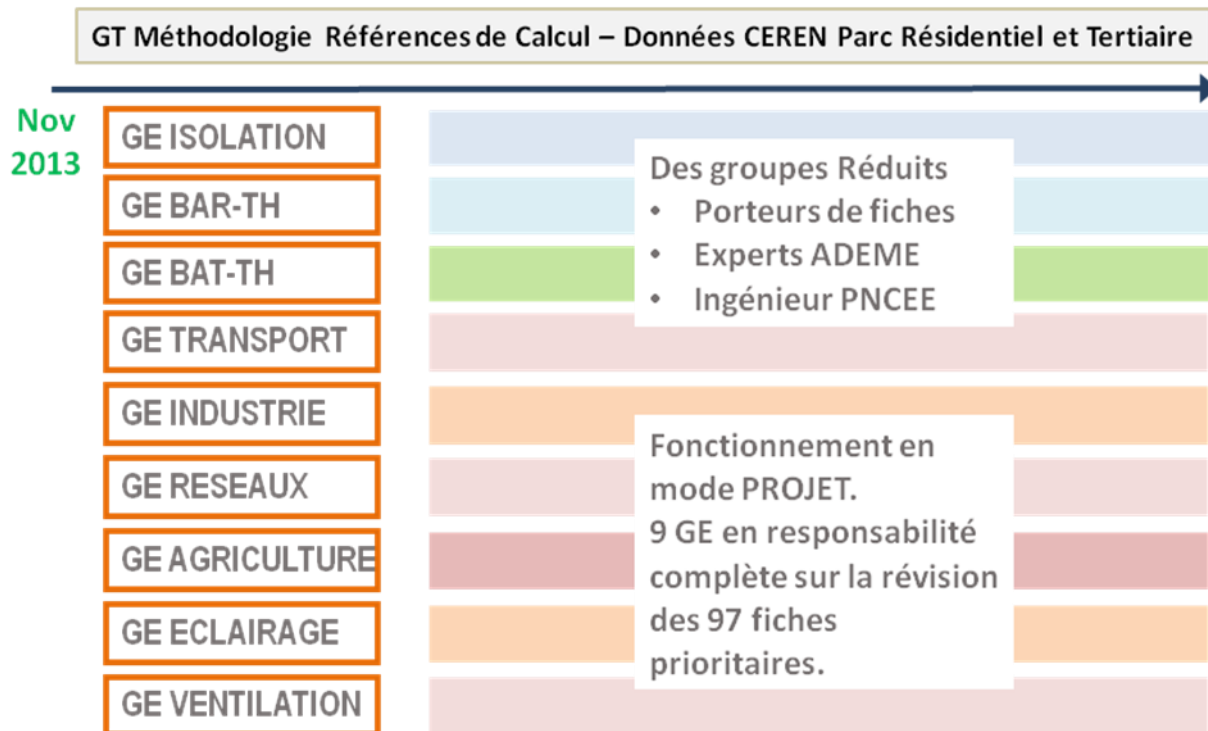 GT Méthodologie Références de Calcul – Données CEREN Parc Résidentiel et Tertiaire
Nov
2013
GE ISOLATION
GE BAR-TH
GE BAT-TH
GE TRANSPORT
GE INDUSTRIE
GE RESEAUX
GE AGRICULTURE
GE ECLAIRAGE
GE VENTILATION
Des groupes Réduits
• Porteurs de fiches
• Experts ADEME
• Ingénieur PNCEE
Fonctionnement en
mode PROJET.
9 GE en responsabilité
complète sur la révision
des 97 fiches
prioritaires.